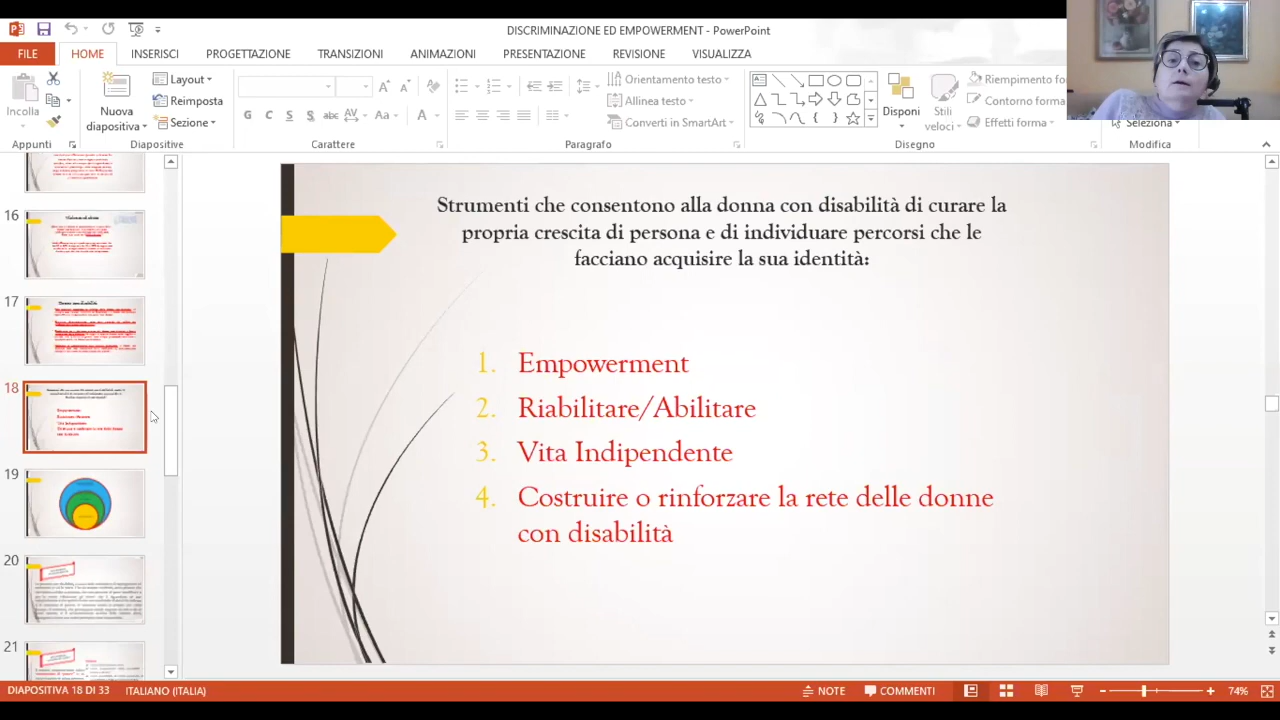 DISCRIMINAZIONE ED EMPOWERMENT - PowerPoint
FILE
HOME
INSERISCI
PROGETTAZIONE
TRANSIZIONI
ANIMAZIONI
PRESENTAZIONE
REVISIONE
VISUALIZZA
Incolla
Nuova
diapositiva
Layout
Reimposta
Sezione
G C S S abc AV Aa A
Orientamento testo
Allinea testo
Converti in SmartArt
Disponi
Stili
veloci
Riempimento
Contorno forma
Effetti forma
Seleziona
Appunti
Diapositive
Carattere
Paragrafo
Disegno
Modifica
16
17
18
19
20
21
Strumenti che consentono alla donna con disabilità di curare la
propria crescita di persona e di individuare percorsi che le
facciano acquisire la sua identità:
1. Empowerment
2. Riabilitare/Abilitare
3. Vita Indipendente
4. Costruire o rinforzare la rete delle donne
con disabilità
DIAPOSITIVA 18 DI 33
ITALIANO (ITALIA)
NOTE
COMMENTI
74%